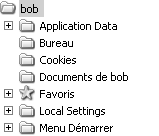 bob
Application Data
Bureau
Cookies
Documents de bob
Favoris
Local Settings
Menu Démarrer